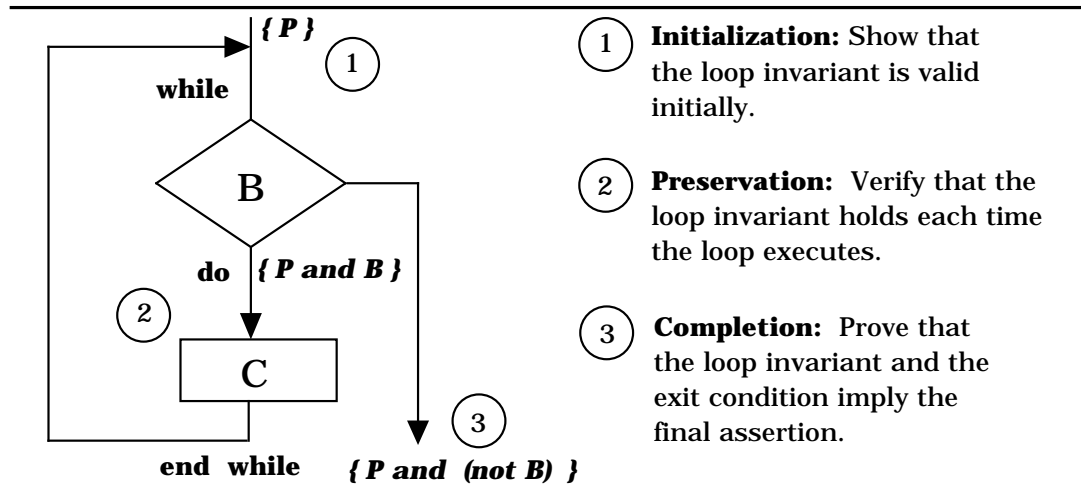 { P }
1
while
B
do { P and B }
2
C
3
end while
{ P and (not B) }
1 Initialization: Show that
the loop invariant is valid
initially.
2 Preservation: Verify that the
loop invariant holds each time
the loop executes.
3 Completion: Prove that
the loop invariant and the
exit condition imply the
final assertion.